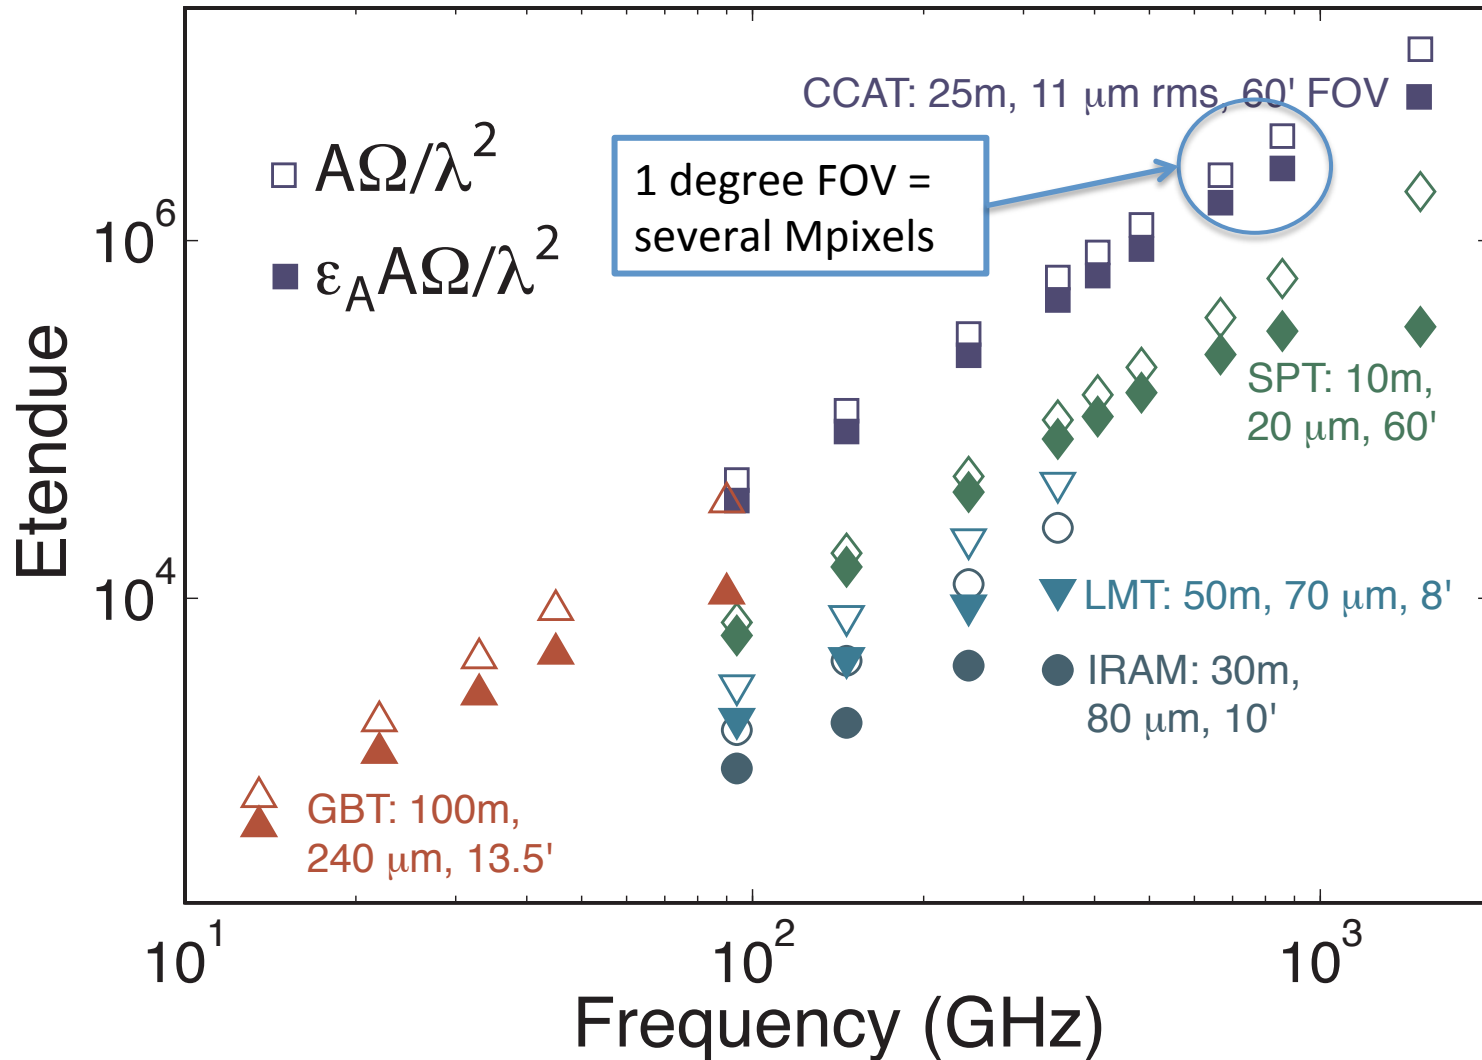 CCAT: 25m, 11 μm rms, 60' FOV
□ AΩ/λ²
■ ε_A AΩ/λ²
1 degree FOV =
several Mpixels
10⁶
10⁴
Etendue
SPT: 10m,
20 μm, 60'
LMT: 50m, 70 μm, 8'
IRAM: 30m,
80 μm, 10'
GBT: 100m,
240 μm, 13.5'
10¹ 10² 10³
Frequency (GHz)